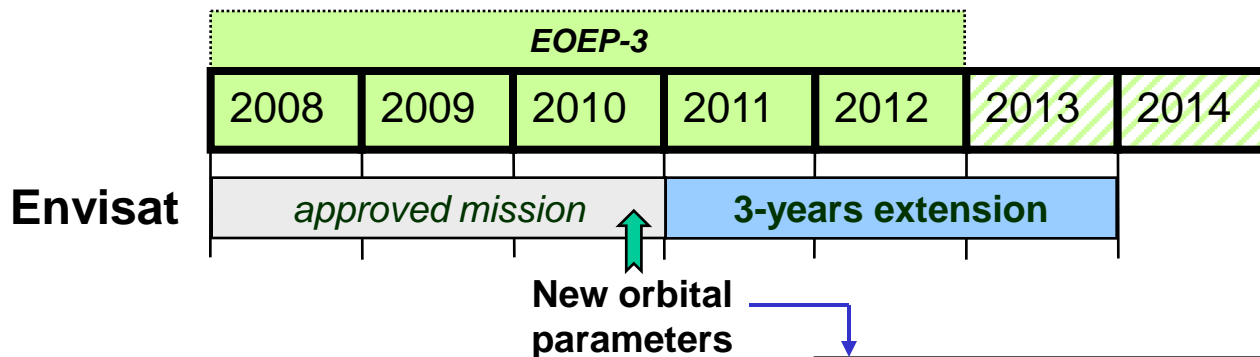 EOEP-3
2008 2009 2010 2011 2012 2013 2014
Envisat approved mission 3-years extension
New orbital
parameters